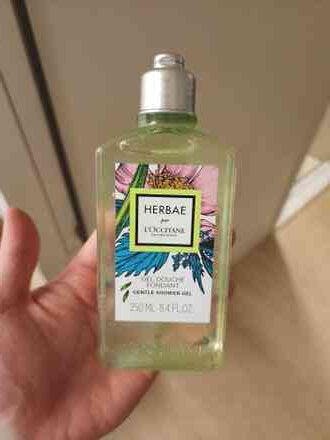 HERBAE
par
L'OCCITANE
GEL DOUCHE
FONDANT
GENTLE SHOWER GEL
250 ML 8.4 FL.OZ.